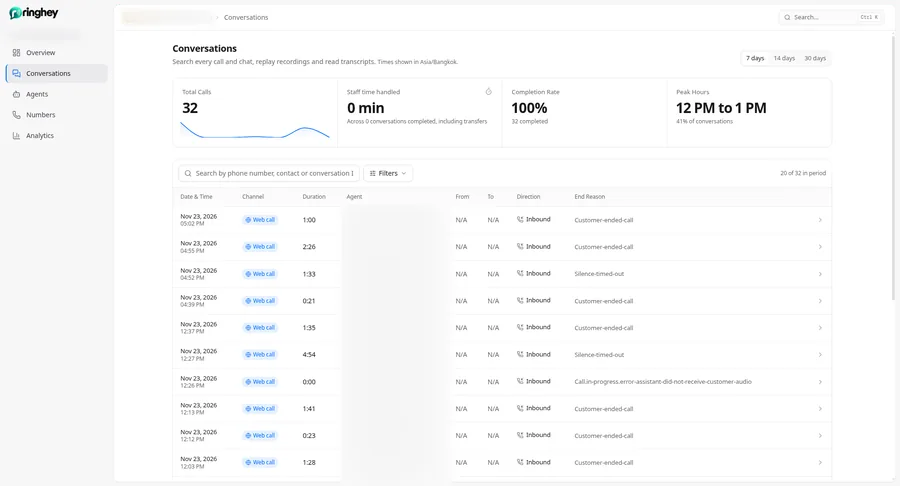 ringhey
Conversations
Search...
Ctrl K
Overview
Conversations
Agents
Numbers
Analytics
Conversations
Search every call and chat, replay recordings and read transcripts. Times shown in Asia/Bangkok.
7 days 14 days 30 days
Total Calls
32
Staff time handled
0 min
Across 0 conversations completed, including transfers
Completion Rate
100%
32 completed
Peak Hours
12 PM to 1 PM
41% of conversations
Search by phone number, contact or conversation I
Filters
20 of 32 in period
Date & Time Channel Duration Agent From To Direction End Reason
Nov 23, 2026
05:02 PM
Web call 1:00 N/A N/A Inbound Customer-ended-call
Nov 23, 2026
04:55 PM
Web call 2:26 N/A N/A Inbound Customer-ended-call
Nov 23, 2026
04:52 PM
Web call 1:33 N/A N/A Inbound Silence-timed-out
Nov 23, 2026
04:39 PM
Web call 0:21 N/A N/A Inbound Customer-ended-call
Nov 23, 2026
12:37 PM
Web call 1:35 N/A N/A Inbound Customer-ended-call
Nov 23, 2026
12:27 PM
Web call 4:54 N/A N/A Inbound Silence-timed-out
Nov 23, 2026
12:26 PM
Web call 0:00 N/A N/A Inbound Call.in-progress.error-assistant-did-not-receive-customer-audio
Nov 23, 2026
12:13 PM
Web call 1:41 N/A N/A Inbound Customer-ended-call
Nov 23, 2026
12:12 PM
Web call 0:23 N/A N/A Inbound Customer-ended-call
Nov 23, 2026
12:03 PM
Web call 1:28 N/A N/A Inbound Customer-ended-call